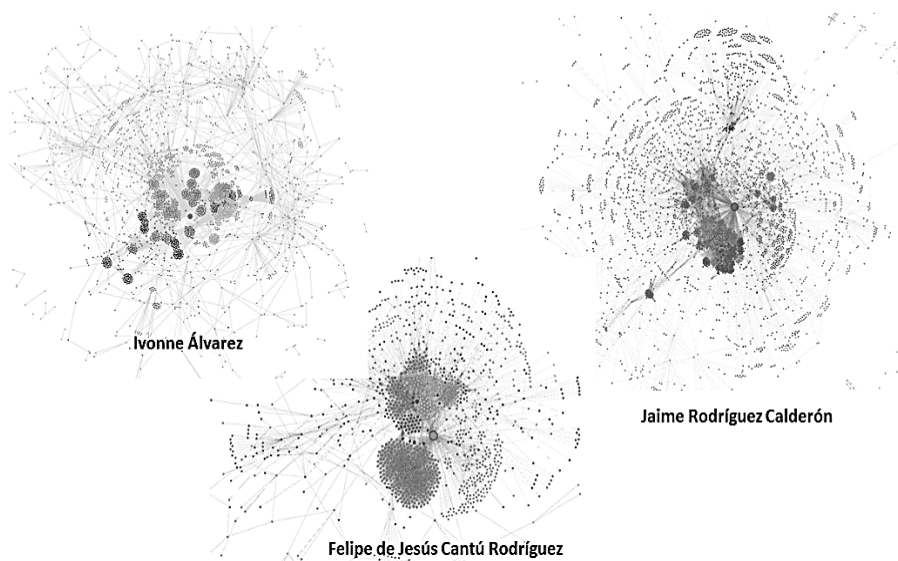 Ivonne Álvarez
Jaime Rodríguez Calderón
Felipe de Jesús Cantú Rodríguez